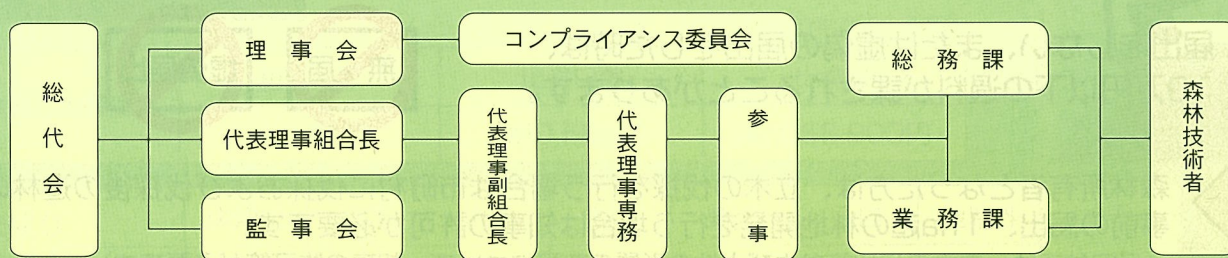 総代会
理事会
コンプライアンス委員会
代表理事組合長
監事会
代表理事副組合長
代表理事専務
参事
総務課
業務課
森林技術者